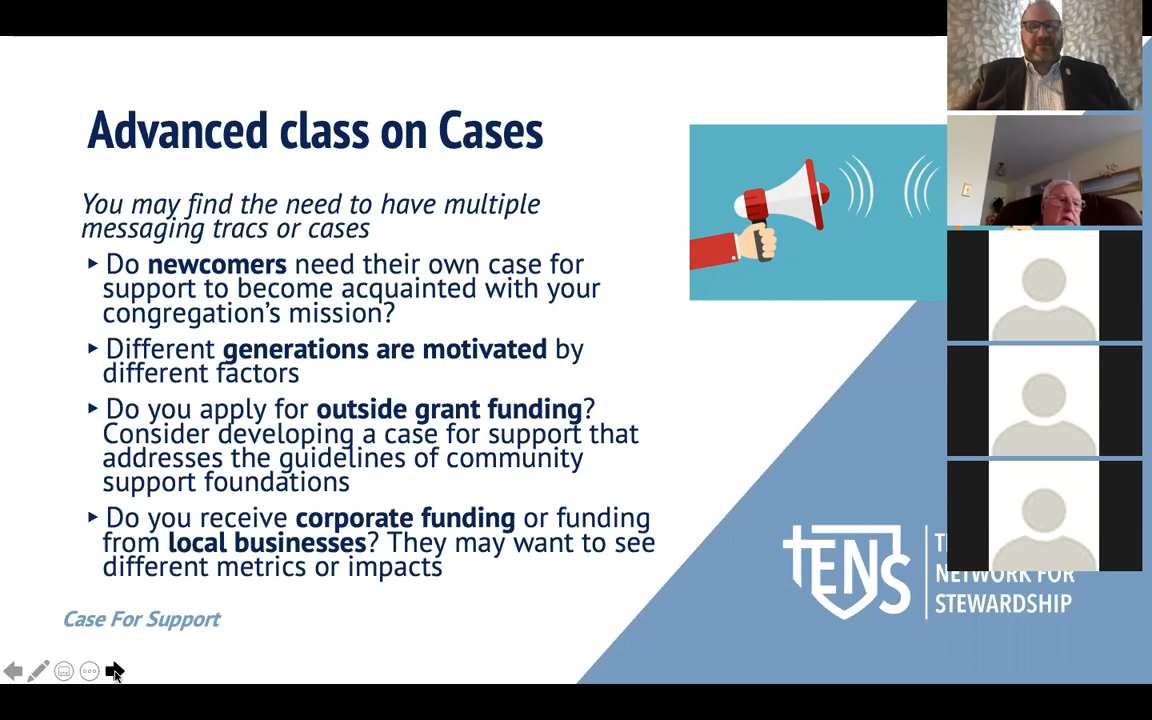 Advanced class on Cases
You may find the need to have multiple
messaging tracs or cases
Do newcomers need their own case for
support to become acquainted with your
congregation's mission?
Different generations are motivated by
different factors
Do you apply for outside grant funding?
Consider developing a case for support that
addresses the guidelines of community
support foundations
Do you receive corporate funding or funding
from local businesses? They may want to see
different metrics or impacts
Case For Support
tENS
NETWORK FOR
STEWARDSHIP